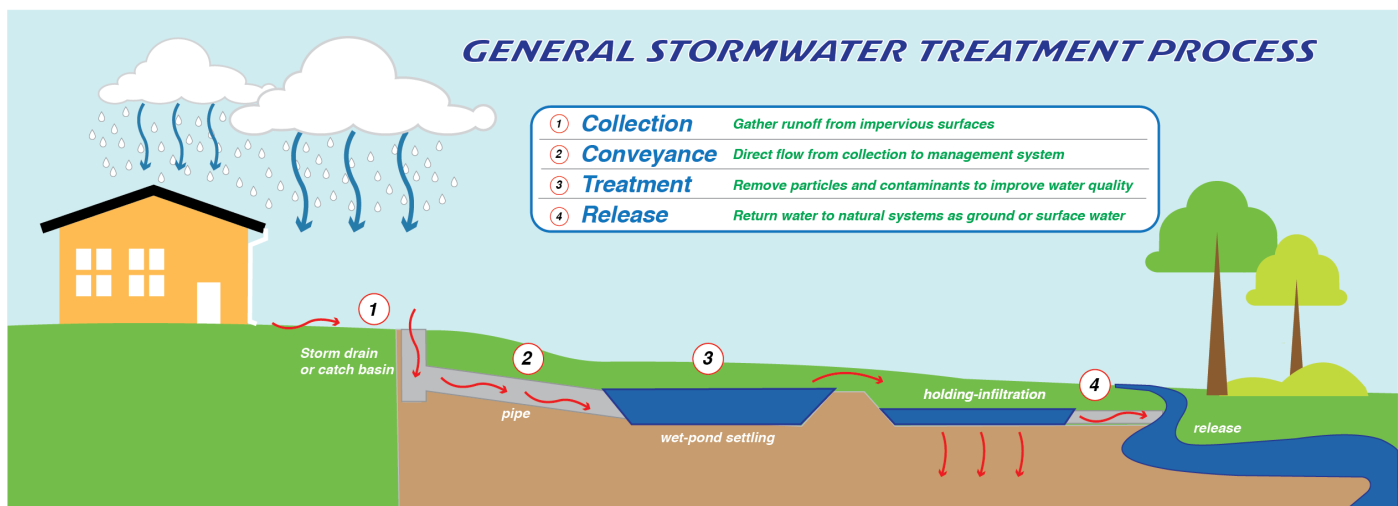 GENERAL STORMWATER TREATMENT PROCESS
1 Collection Gather runoff from impervious surfaces
2 Conveyance Direct flow from collection to management system
3 Treatment Remove particles and contaminants to improve water quality
4 Release Return water to natural systems as ground or surface water
1
Storm drain
or catch basin
2
pipe
3
wet-pond settling
holding-infiltration
4
release